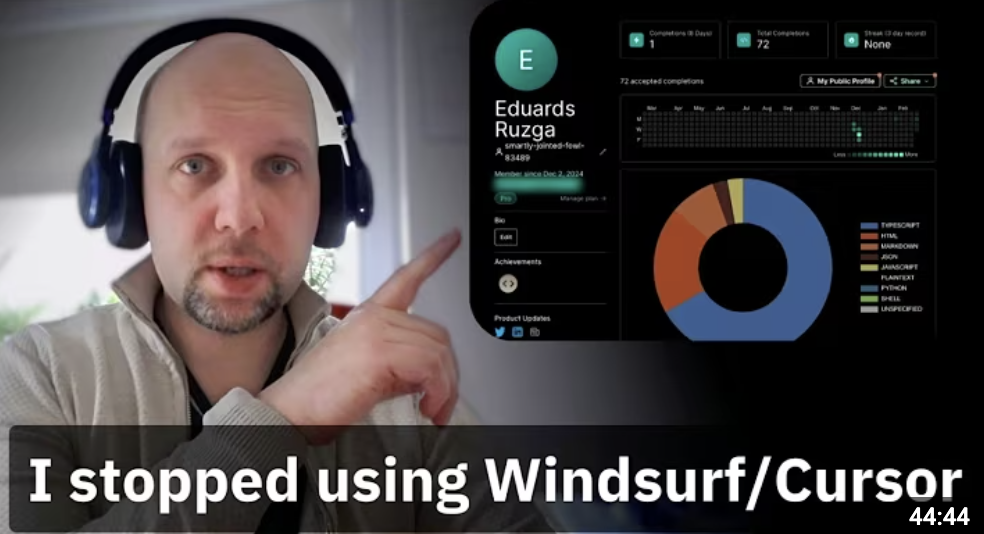 E
Eduards
Ruzga
smartly-jointed-fowl-
83489
Member since Dec 2, 2024
Pro
Manage plan →
Bio
Edit
Achievements
Product Updates
Completions (8 Days)
1
Total Completions
72
Streak (3 day record)
None
72 accepted completions
My Public Profile
Share
Mar Apr May Jun Jul Aug Sep Oct Nov Dec Jan Feb
M
W
F
Less More
TYPESCRIPT
HTML
MARKDOWN
JSON
JAVASCRIPT
PLAINTEXT
PYTHON
SHELL
UNSPECIFIED
I stopped using Windsurf/Cursor
44:44